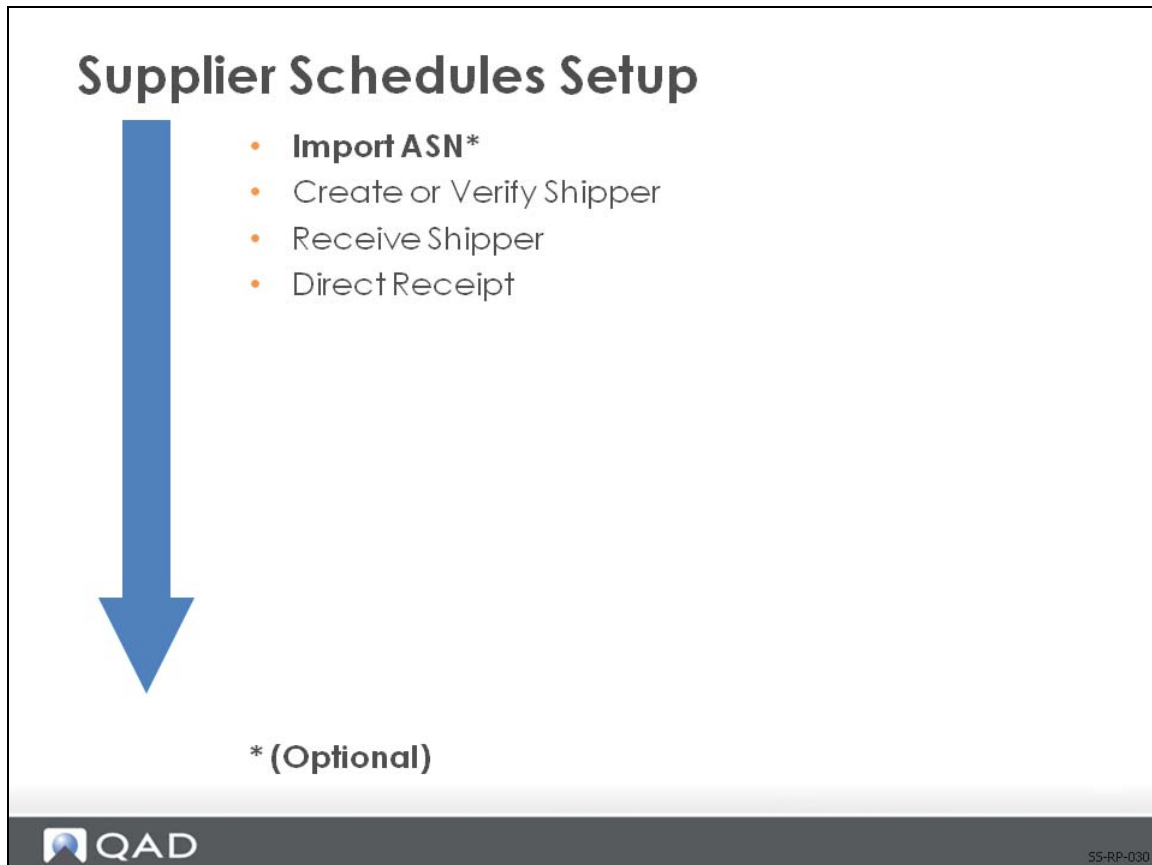 Supplier Schedules Setup
• Import ASN*
• Create or Verify Shipper
• Receive Shipper
• Direct Receipt
* (Optional)
QAD
SS-RP-030